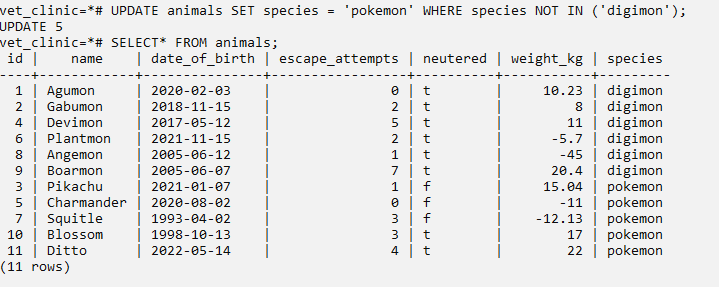 vet_clinic=*# UPDATE animals SET species = 'pokemon' WHERE species NOT IN ('digimon');
UPDATE 5
vet_clinic=*# SELECT* FROM animals;
 id |    name    | date_of_birth | escape_attempts | neutered | weight_kg | species
----+------------+---------------+-----------------+----------+-----------+---------
  1 | Agumon     | 2020-02-03    |               0 | t        |     10.23 | digimon
  2 | Gabumon    | 2018-11-15    |               2 | t        |         8 | digimon
  4 | Devimon    | 2017-05-12    |               5 | t        |        11 | digimon
  6 | Plantmon   | 2021-11-15    |               2 | t        |      -5.7 | digimon
  8 | Angemon    | 2005-06-12    |               1 | t        |       -45 | digimon
  9 | Boarmon    | 2005-06-07    |               7 | t        |      20.4 | digimon
  3 | Pikachu    | 2021-01-07    |               1 | f        |     15.04 | pokemon
  5 | Charmander | 2020-08-02    |               0 | f        |       -11 | pokemon
  7 | Squitle    | 1993-04-02    |               3 | f        |    -12.13 | pokemon
 10 | Blossom    | 1998-10-13    |               3 | t        |        17 | pokemon
 11 | Ditto      | 2022-05-14    |               4 | t        |        22 | pokemon
(11 rows)